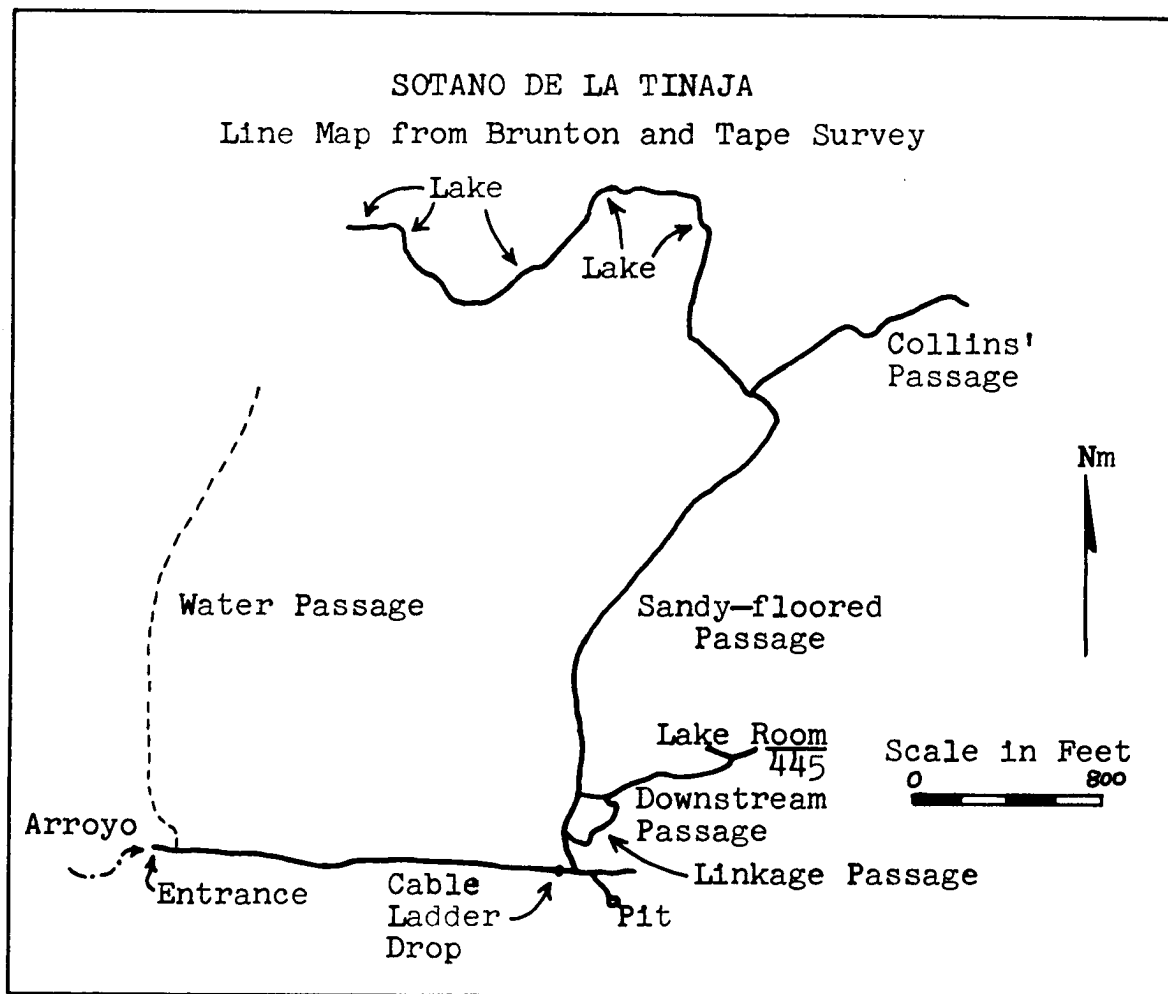 SOTANO DE LA TINAJA
Line Map from Brunton and Tape Survey
Lake
Lake
Collins'
Passage
Nm
Water Passage
Sandy-floored
Passage
Lake Room
445
Scale in Feet
0 800
Downstream
Passage
Arroyo
Linkage Passage
Entrance
Cable
Ladder
Drop
Pit